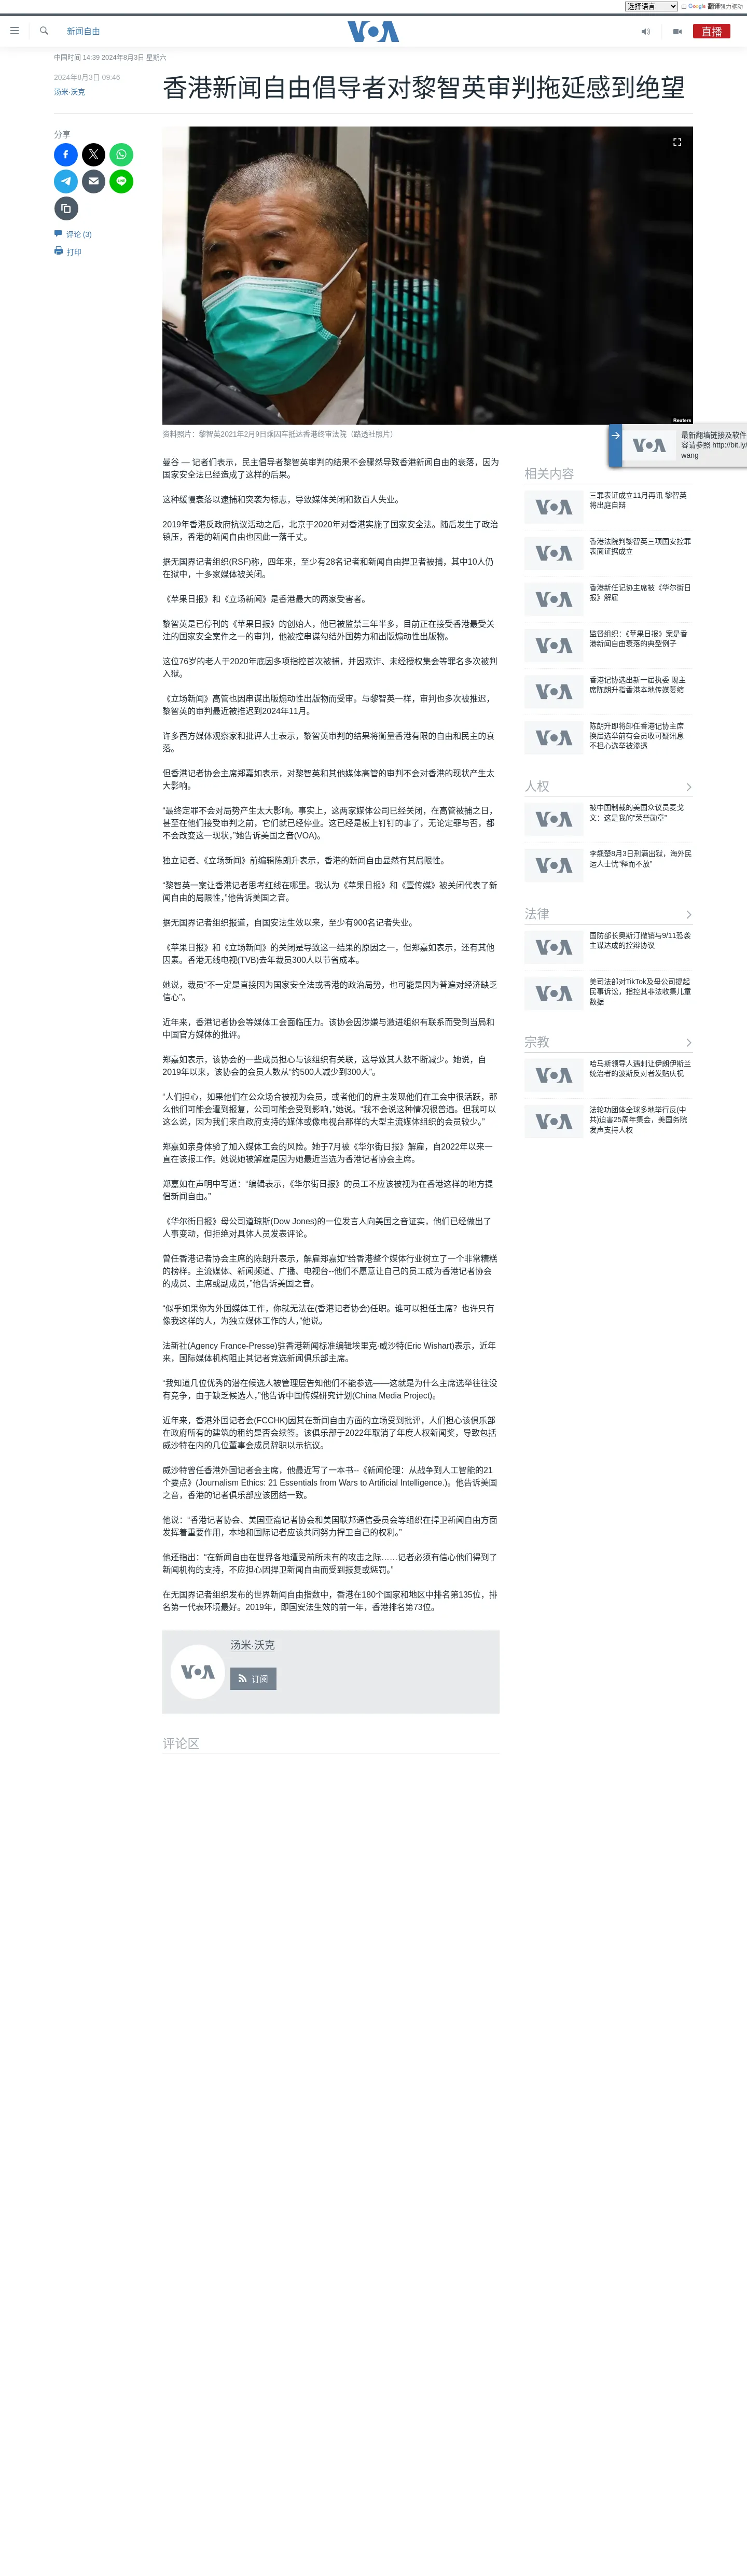 选择语言
由 Google 翻译强力驱动
新闻自由
VOA
直播
中国时间 14:39 2024年8月3日 星期六
2024年8月3日 09:46
汤米·沃克
香港新闻自由倡导者对黎智英审判拖延感到绝望
分享
评论 (3)
打印
Reuters
资料照片：黎智英2021年2月9日乘囚车抵达香港终审法院（路透社照片）
最新翻墙链接及软件
容请参照 http://bit.ly/
wang
曼谷 — 记者们表示，民主倡导者黎智英审判的结果不会骤然导致香港新闻自由的衰落，因为
国家安全法已经造成了这样的后果。
这种缓慢衰落以逮捕和突袭为标志，导致媒体关闭和数百人失业。
2019年香港反政府抗议活动之后，北京于2020年对香港实施了国家安全法。随后发生了政治
镇压，香港的新闻自由也因此一落千丈。
据无国界记者组织(RSF)称，四年来，至少有28名记者和新闻自由捍卫者被捕，其中10人仍
在狱中，十多家媒体被关闭。
《苹果日报》和《立场新闻》是香港最大的两家受害者。
黎智英是已停刊的《苹果日报》的创始人，他已被监禁三年半多，目前正在接受香港最受关
注的国家安全案件之一的审判，他被控串谋勾结外国势力和出版煽动性出版物。
这位76岁的老人于2020年底因多项指控首次被捕，并因欺诈、未经授权集会等罪名多次被判
入狱。
《立场新闻》高管也因串谋出版煽动性出版物而受审。与黎智英一样，审判也多次被推迟，
黎智英的审判最近被推迟到2024年11月。
许多西方媒体观察家和批评人士表示，黎智英审判的结果将衡量香港有限的自由和民主的衰
落。
但香港记者协会主席郑嘉如表示，对黎智英和其他媒体高管的审判不会对香港的现状产生太
大影响。
“最终定罪不会对局势产生太大影响。事实上，这两家媒体公司已经关闭，在高管被捕之日，
甚至在他们接受审判之前，它们就已经停业。这已经是板上钉钉的事了，无论定罪与否，都
不会改变这一现状，”她告诉美国之音(VOA)。
独立记者、《立场新闻》前编辑陈朗升表示，香港的新闻自由显然有其局限性。
“黎智英一案让香港记者思考红线在哪里。我认为《苹果日报》和《壹传媒》被关闭代表了新
闻自由的局限性，”他告诉美国之音。
据无国界记者组织报道，自国安法生效以来，至少有900名记者失业。
《苹果日报》和《立场新闻》的关闭是导致这一结果的原因之一，但郑嘉如表示，还有其他
因素。香港无线电视(TVB)去年裁员300人以节省成本。
她说，裁员“不一定是直接因为国家安全法或香港的政治局势，也可能是因为普遍对经济缺乏
信心”。
近年来，香港记者协会等媒体工会面临压力。该协会因涉嫌与激进组织有联系而受到当局和
中国官方媒体的批评。
郑嘉如表示，该协会的一些成员担心与该组织有关联，这导致其人数不断减少。她说，自
2019年以来，该协会的会员人数从“约500人减少到300人”。
“人们担心，如果他们在公众场合被视为会员，或者他们的雇主发现他们在工会中很活跃，那
么他们可能会遭到报复，公司可能会受到影响，”她说。“我不会说这种情况很普遍。但我可以
这么说，因为我们来自政府支持的媒体或像电视台那样的大型主流媒体组织的会员较少。”
郑嘉如亲身体验了加入媒体工会的风险。她于7月被《华尔街日报》解雇，自2022年以来一
直在该报工作。她说她被解雇是因为她最近当选为香港记者协会主席。
郑嘉如在声明中写道：“编辑表示，《华尔街日报》的员工不应该被视为在香港这样的地方提
倡新闻自由。”
《华尔街日报》母公司道琼斯(Dow Jones)的一位发言人向美国之音证实，他们已经做出了
人事变动，但拒绝对具体人员发表评论。
曾任香港记者协会主席的陈朗升表示，解雇郑嘉如“给香港整个媒体行业树立了一个非常糟糕
的榜样。主流媒体、新闻频道、广播、电视台--他们不愿意让自己的员工成为香港记者协会
的成员、主席或副成员，”他告诉美国之音。
“似乎如果你为外国媒体工作，你就无法在(香港记者协会)任职。谁可以担任主席？也许只有
像我这样的人，为独立媒体工作的人，”他说。
法新社(Agency France-Presse)驻香港新闻标准编辑埃里克·威沙特(Eric Wishart)表示，近年
来，国际媒体机构阻止其记者竞选新闻俱乐部主席。
“我知道几位优秀的潜在候选人被管理层告知他们不能参选——这就是为什么主席选举往往没
有竞争，由于缺乏候选人，”他告诉中国传媒研究计划(China Media Project)。
近年来，香港外国记者会(FCCHK)因其在新闻自由方面的立场受到批评，人们担心该俱乐部
在政府所有的建筑的租约是否会续签。该俱乐部于2022年取消了年度人权新闻奖，导致包括
威沙特在内的几位董事会成员辞职以示抗议。
威沙特曾任香港外国记者会主席，他最近写了一本书--《新闻伦理：从战争到人工智能的21
个要点》(Journalism Ethics: 21 Essentials from Wars to Artificial Intelligence.)。他告诉美国
之音，香港的记者俱乐部应该团结一致。
他说：“香港记者协会、美国亚裔记者协会和美国联邦通信委员会等组织在捍卫新闻自由方面
发挥着重要作用，本地和国际记者应该共同努力捍卫自己的权利。”
他还指出：“在新闻自由在世界各地遭受前所未有的攻击之际……记者必须有信心他们得到了
新闻机构的支持，不应担心因捍卫新闻自由而受到报复或惩罚。”
在无国界记者组织发布的世界新闻自由指数中，香港在180个国家和地区中排名第135位，排
名第一代表环境最好。2019年，即国安法生效的前一年，香港排名第73位。
VOA
汤米·沃克
订阅
评论区
相关内容
三罪表证成立11月再讯 黎智英
将出庭自辩
香港法院判黎智英三项国安控罪
表面证据成立
香港新任记协主席被《华尔街日
报》解雇
监督组织：《苹果日报》案是香
港新闻自由衰落的典型例子
香港记协选出新一届执委 现主
席陈朗升指香港本地传媒萎缩
陈朗升即将卸任香港记协主席
换届选举前有会员收可疑讯息
不担心选举被渗透
人权
被中国制裁的美国众议员麦戈
文：这是我的“荣誉勋章”
李翘楚8月3日刑满出狱，海外民
运人士忧“释而不放”
法律
国防部长奥斯汀撤销与9/11恐袭
主谋达成的控辩协议
美司法部对TikTok及母公司提起
民事诉讼，指控其非法收集儿童
数据
宗教
哈马斯领导人遇刺让伊朗伊斯兰
统治者的波斯反对者发贴庆祝
法轮功团体全球多地举行反(中
共)迫害25周年集会，美国务院
发声支持人权